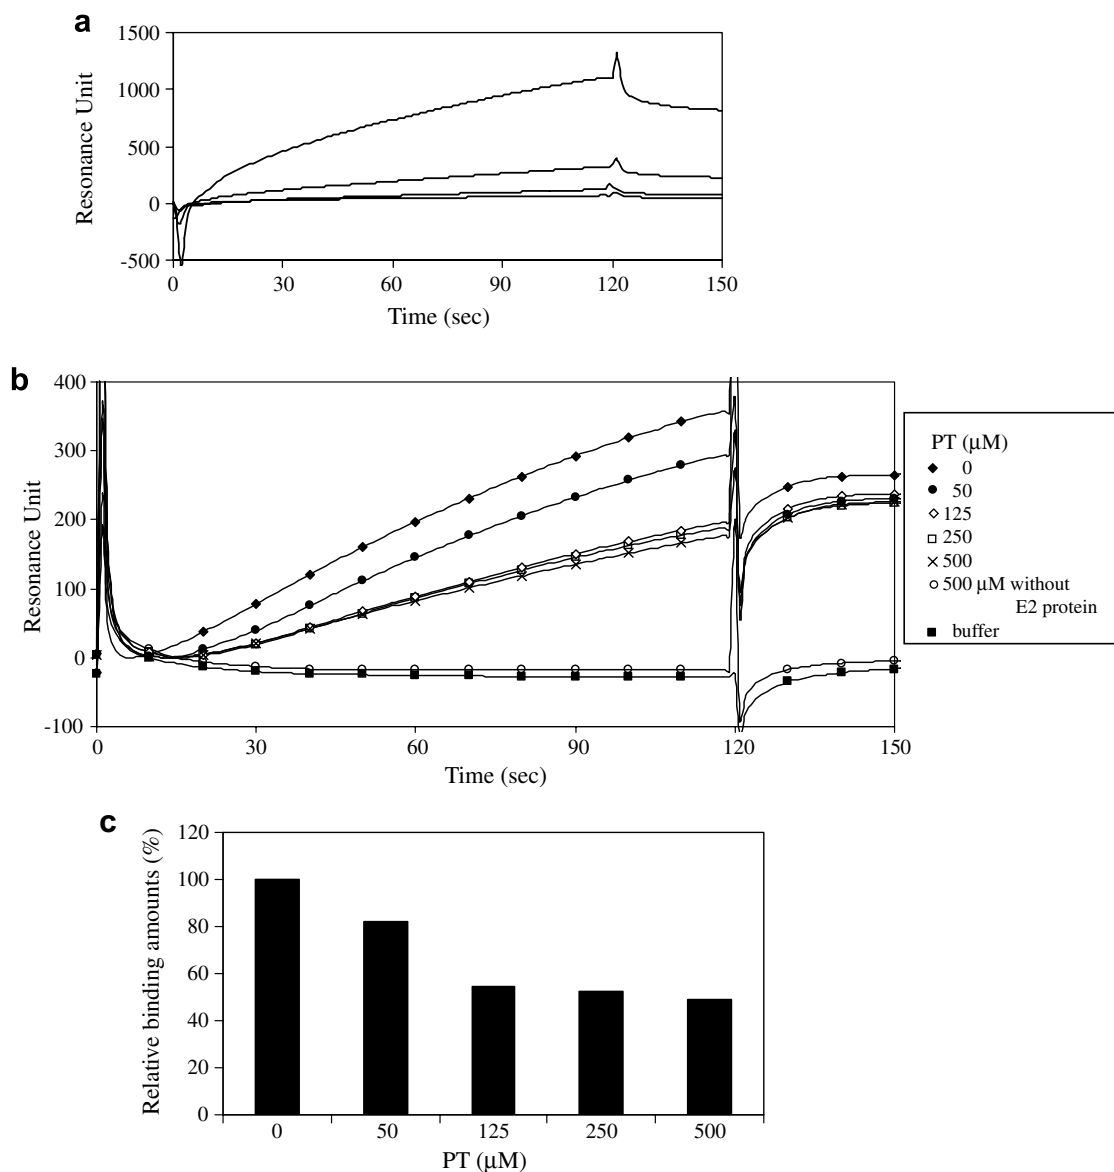 a
1500
1000
500
0
-500
Resonance Unit
0 30 60 90 120 150
Time (sec)
b
400
300
200
100
0
-100
Resonance Unit
0 30 60 90 120 150
Time (sec)
PT (μM)
0
50
125
250
500
500 μM without
E2 protein
buffer
c
120
100
80
60
40
20
0
Relative binding amounts (%)
0 50 125 250 500
PT (μM)